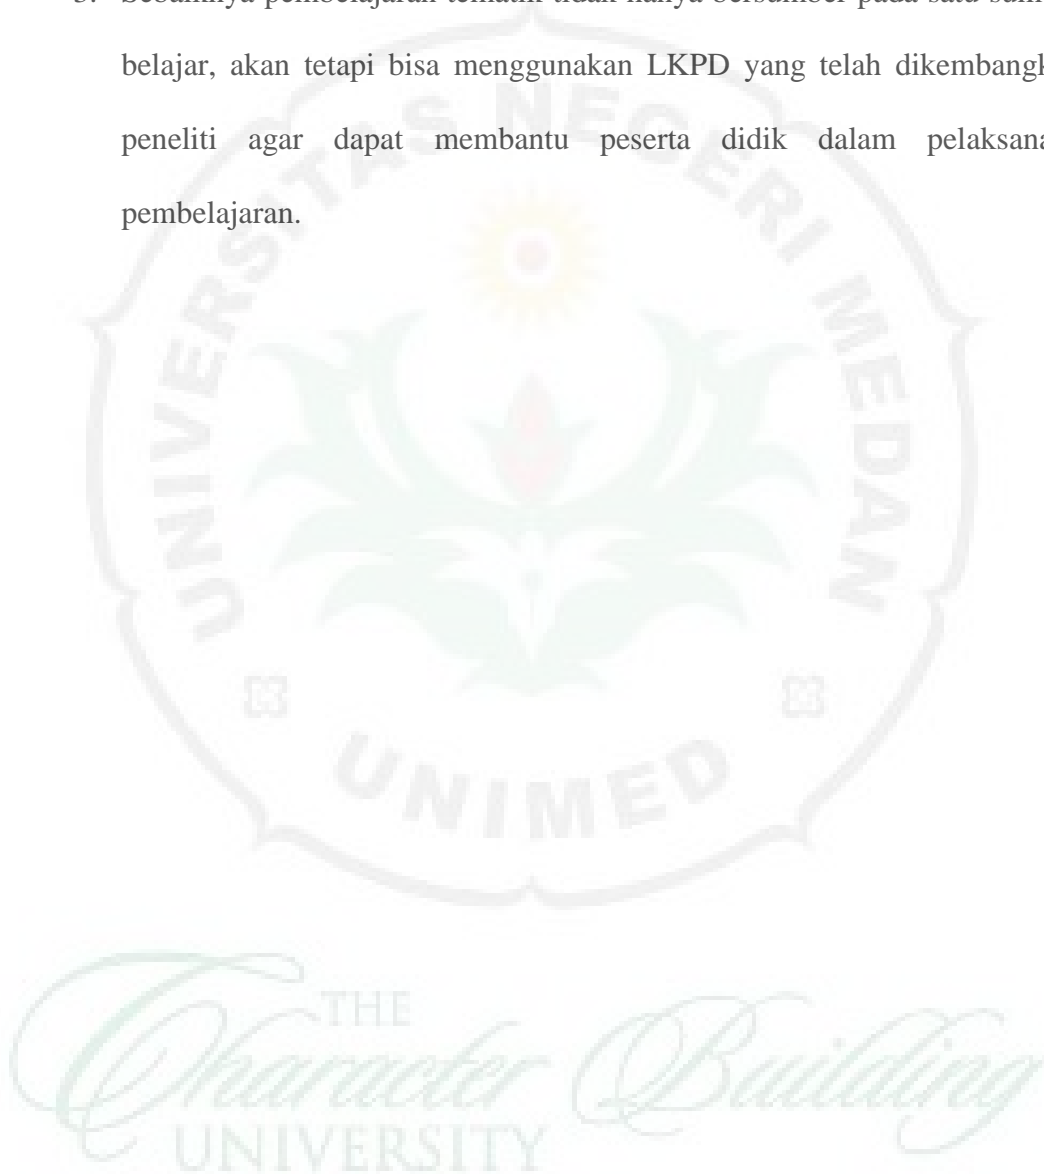 belajar, akan tetapi bisa menggunakan LKPD yang telah dikembangk
peneliti agar dapat membantu peserta didik dalam pelaksana
pembelajaran.
UNIVERSITAS NEGERI MEDAN
UNIMED
THE
Character Building
UNIVERSITY